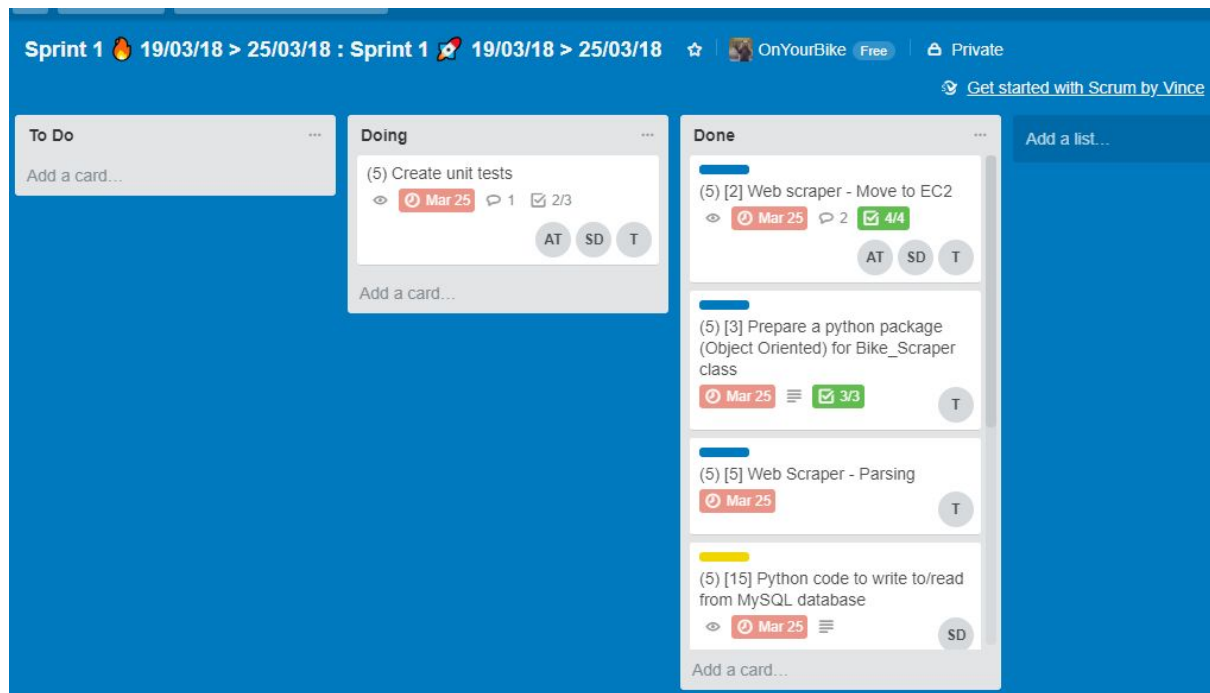 Sprint 1 🔥 19/03/18 > 25/03/18 : Sprint 1 🚀 19/03/18 > 25/03/18
OnYourBike Free
Private
Get started with Scrum by Vince
To Do
Add a card...
Doing
(5) Create unit tests
Mar 25 1 2/3
AT SD T
Add a card...
Done
(5) [2] Web scraper - Move to EC2
Mar 25 2 4/4
AT SD T
(5) [3] Prepare a python package
(Object Oriented) for Bike_Scraper
class
Mar 25 3/3
T
(5) [5] Web Scraper - Parsing
Mar 25
T
(5) [15] Python code to write to/read
from MySQL database
Mar 25
SD
Add a card...
Add a list...